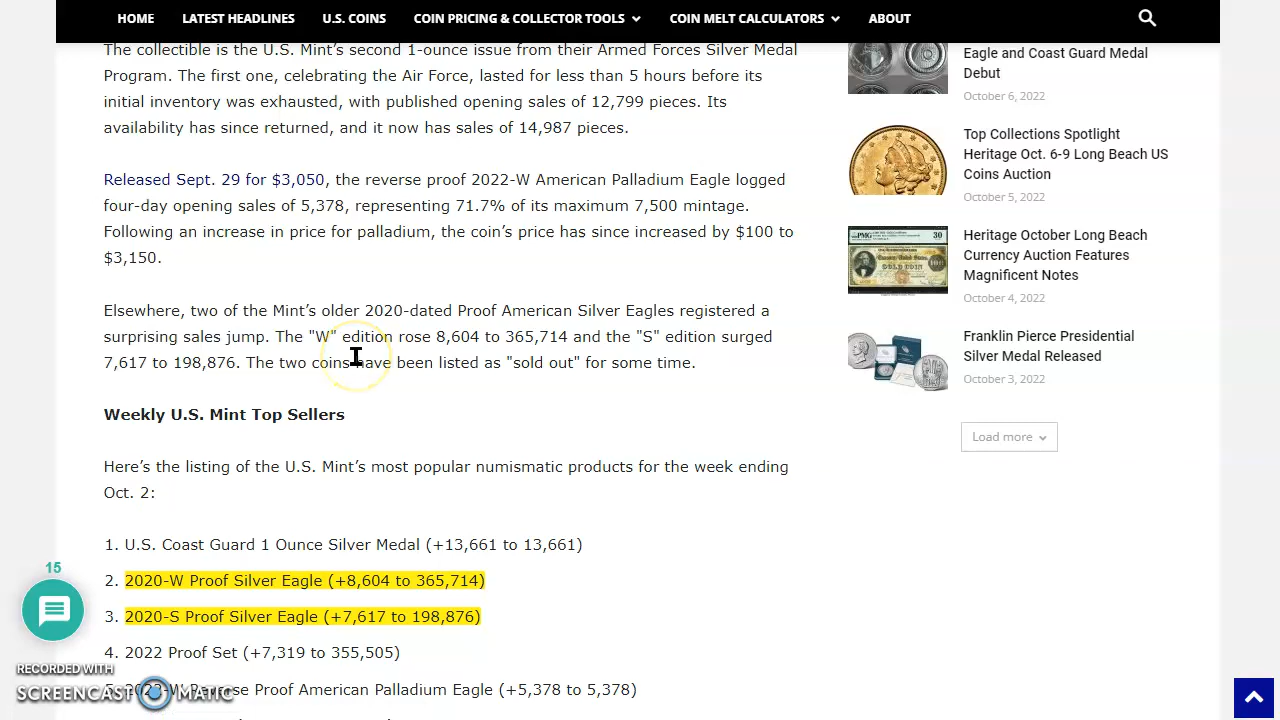 HOME LATEST HEADLINES U.S. COINS COIN PRICING & COLLECTOR TOOLS COIN MELT CALCULATORS ABOUT
The collectible is the U.S. Mint’s second 1-ounce issue from their Armed Forces Silver Medal
Program. The first one, celebrating the Air Force, lasted for less than 5 hours before its
initial inventory was exhausted, with published opening sales of 12,799 pieces. Its
availability has since returned, and it now has sales of 14,987 pieces.
Released Sept. 29 for $3,050, the reverse proof 2022-W American Palladium Eagle logged
four-day opening sales of 5,378, representing 71.7% of its maximum 7,500 mintage.
Following an increase in price for palladium, the coin’s price has since increased by $100 to
$3,150.
Elsewhere, two of the Mint’s older 2020-dated Proof American Silver Eagles registered a
surprising sales jump. The "W" edition rose 8,604 to 365,714 and the "S" edition surged
7,617 to 198,876. The two coins have been listed as "sold out" for some time.
Weekly U.S. Mint Top Sellers
Here’s the listing of the U.S. Mint’s most popular numismatic products for the week ending
Oct. 2:
1. U.S. Coast Guard 1 Ounce Silver Medal (+13,661 to 13,661)
2. 2020-W Proof Silver Eagle (+8,604 to 365,714)
3. 2020-S Proof Silver Eagle (+7,617 to 198,876)
4. 2022 Proof Set (+7,319 to 355,505)
5. 2022-W Reverse Proof American Palladium Eagle (+5,378 to 5,378)
Eagle and Coast Guard Medal
Debut
October 6, 2022
Top Collections Spotlight
Heritage Oct. 6-9 Long Beach US
Coins Auction
October 5, 2022
PMG 30
GOLD COIN
Heritage October Long Beach
Currency Auction Features
Magnificent Notes
October 4, 2022
Franklin Pierce Presidential
Silver Medal Released
October 3, 2022
Load more
15
RECORDED WITH
SCREENCAST MATIC